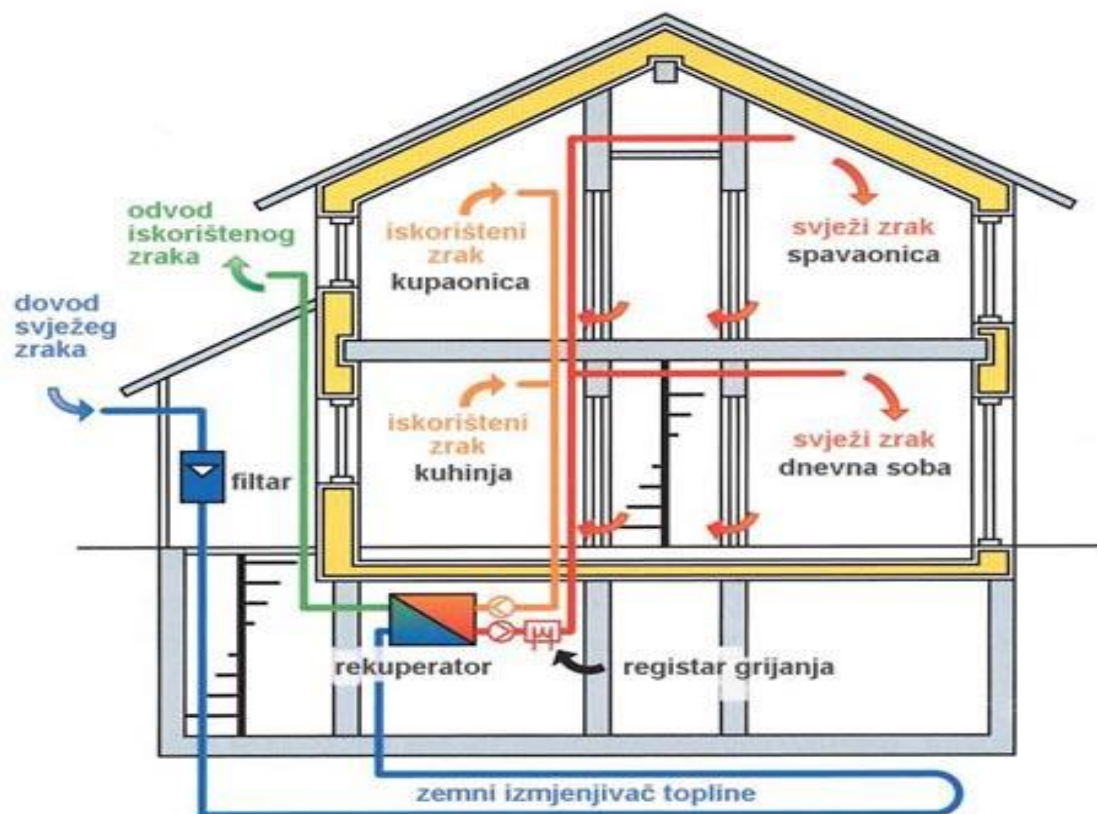 odvod
iskorištenog
zraka
dovod
svježeg
zraka
iskorišteni
zrak
kupaonica
svježi zrak
spavaonica
iskorišteni
zrak
kuhinja
svježi zrak
dnevna soba
filtar
rekuperator
registar grijanja
zemni izmjenjivač topline